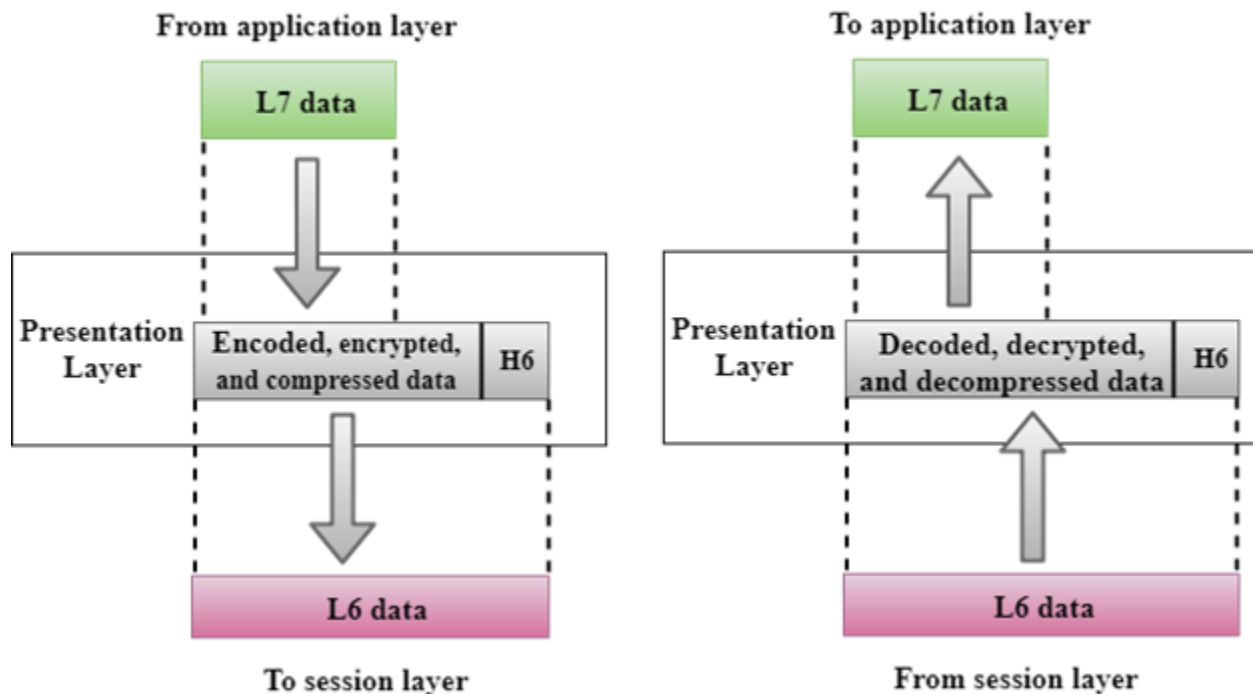 From application layer
L7 data
Presentation
Layer
Encoded, encrypted,
and compressed data
H6
L6 data
To session layer
To application layer
L7 data
Presentation
Layer
Decoded, decrypted,
and decompressed data
H6
L6 data
From session layer